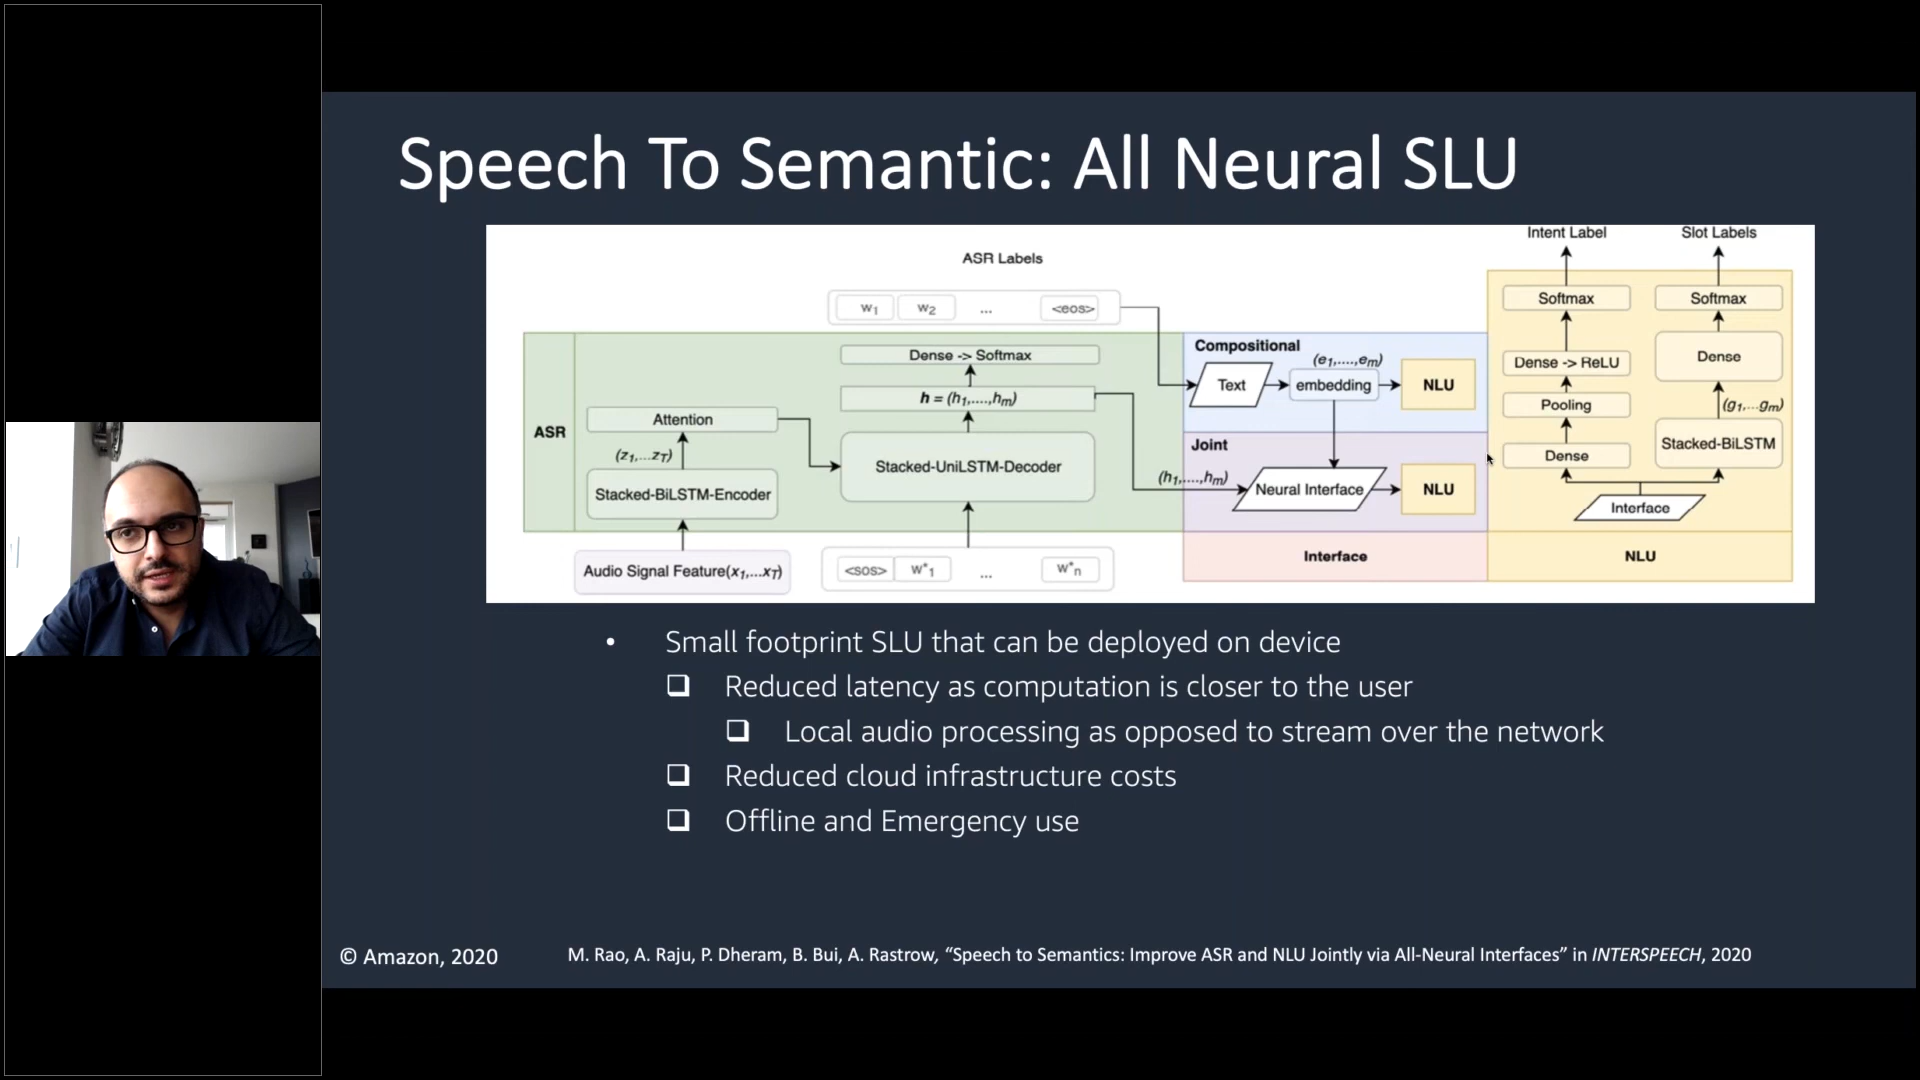 Speech To Semantic: All Neural SLU
ASR Labels
w1 w2 ... <eos>
Dense -> Softmax
h = (h1,....,hm)
Attention
(z1,...zT)
Stacked-BiLSTM-Encoder
Stacked-UniLSTM-Decoder
ASR
Audio Signal Feature(x1,...xT)
<sos> w*1 ... w*n
Compositional
Text
(e1,....,em)
embedding
NLU
Joint
(h1,....,hm)
Neural Interface
NLU
Interface
Intent Label
Slot Labels
Softmax
Softmax
Dense -> ReLU
Dense
Pooling
(g1,...gm)
Dense
Stacked-BiLSTM
Interface
NLU
• Small footprint SLU that can be deployed on device
❑ Reduced latency as computation is closer to the user
❑ Local audio processing as opposed to stream over the network
❑ Reduced cloud infrastructure costs
❑ Offline and Emergency use
© Amazon, 2020
M. Rao, A. Raju, P. Dheram, B. Bui, A. Rastrow, “Speech to Semantics: Improve ASR and NLU Jointly via All-Neural Interfaces” in INTERSPEECH, 2020